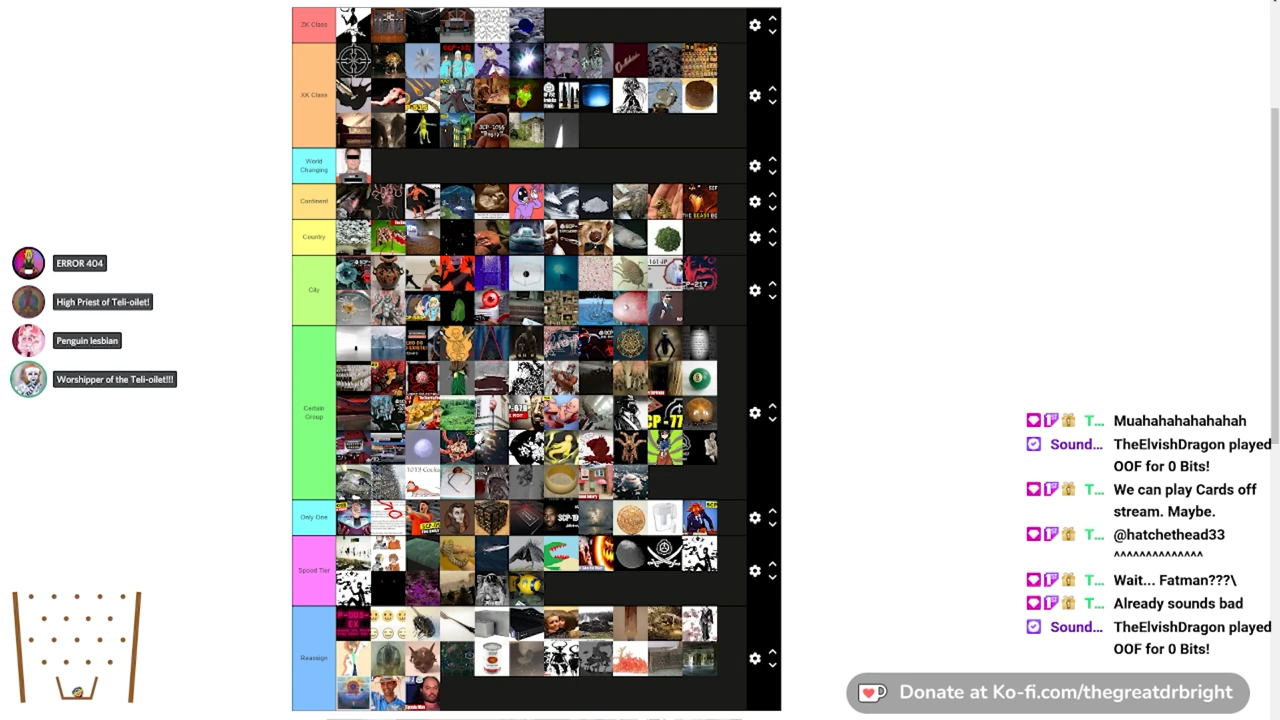 ZK Class
XK Class
World
Changing
Continent
Country
City
Certain
Group
Only One
Spood Tier
Reassign
ERROR 404
High Priest of Teli-oilet!
Penguin lesbian
Worshipper of the Teli-oilet!!!
T... Muahahahahahah
Sound... TheElvishDragon played
OOF for 0 Bits!
T... We can play Cards off
stream. Maybe.
T... @hatchethead33
^^^^^^^^^^^^^
T... Wait... Fatman???\
T... Already sounds bad
Sound... TheElvishDragon played
OOF for 0 Bits!
Donate at Ko-fi.com/thegreatdrbright